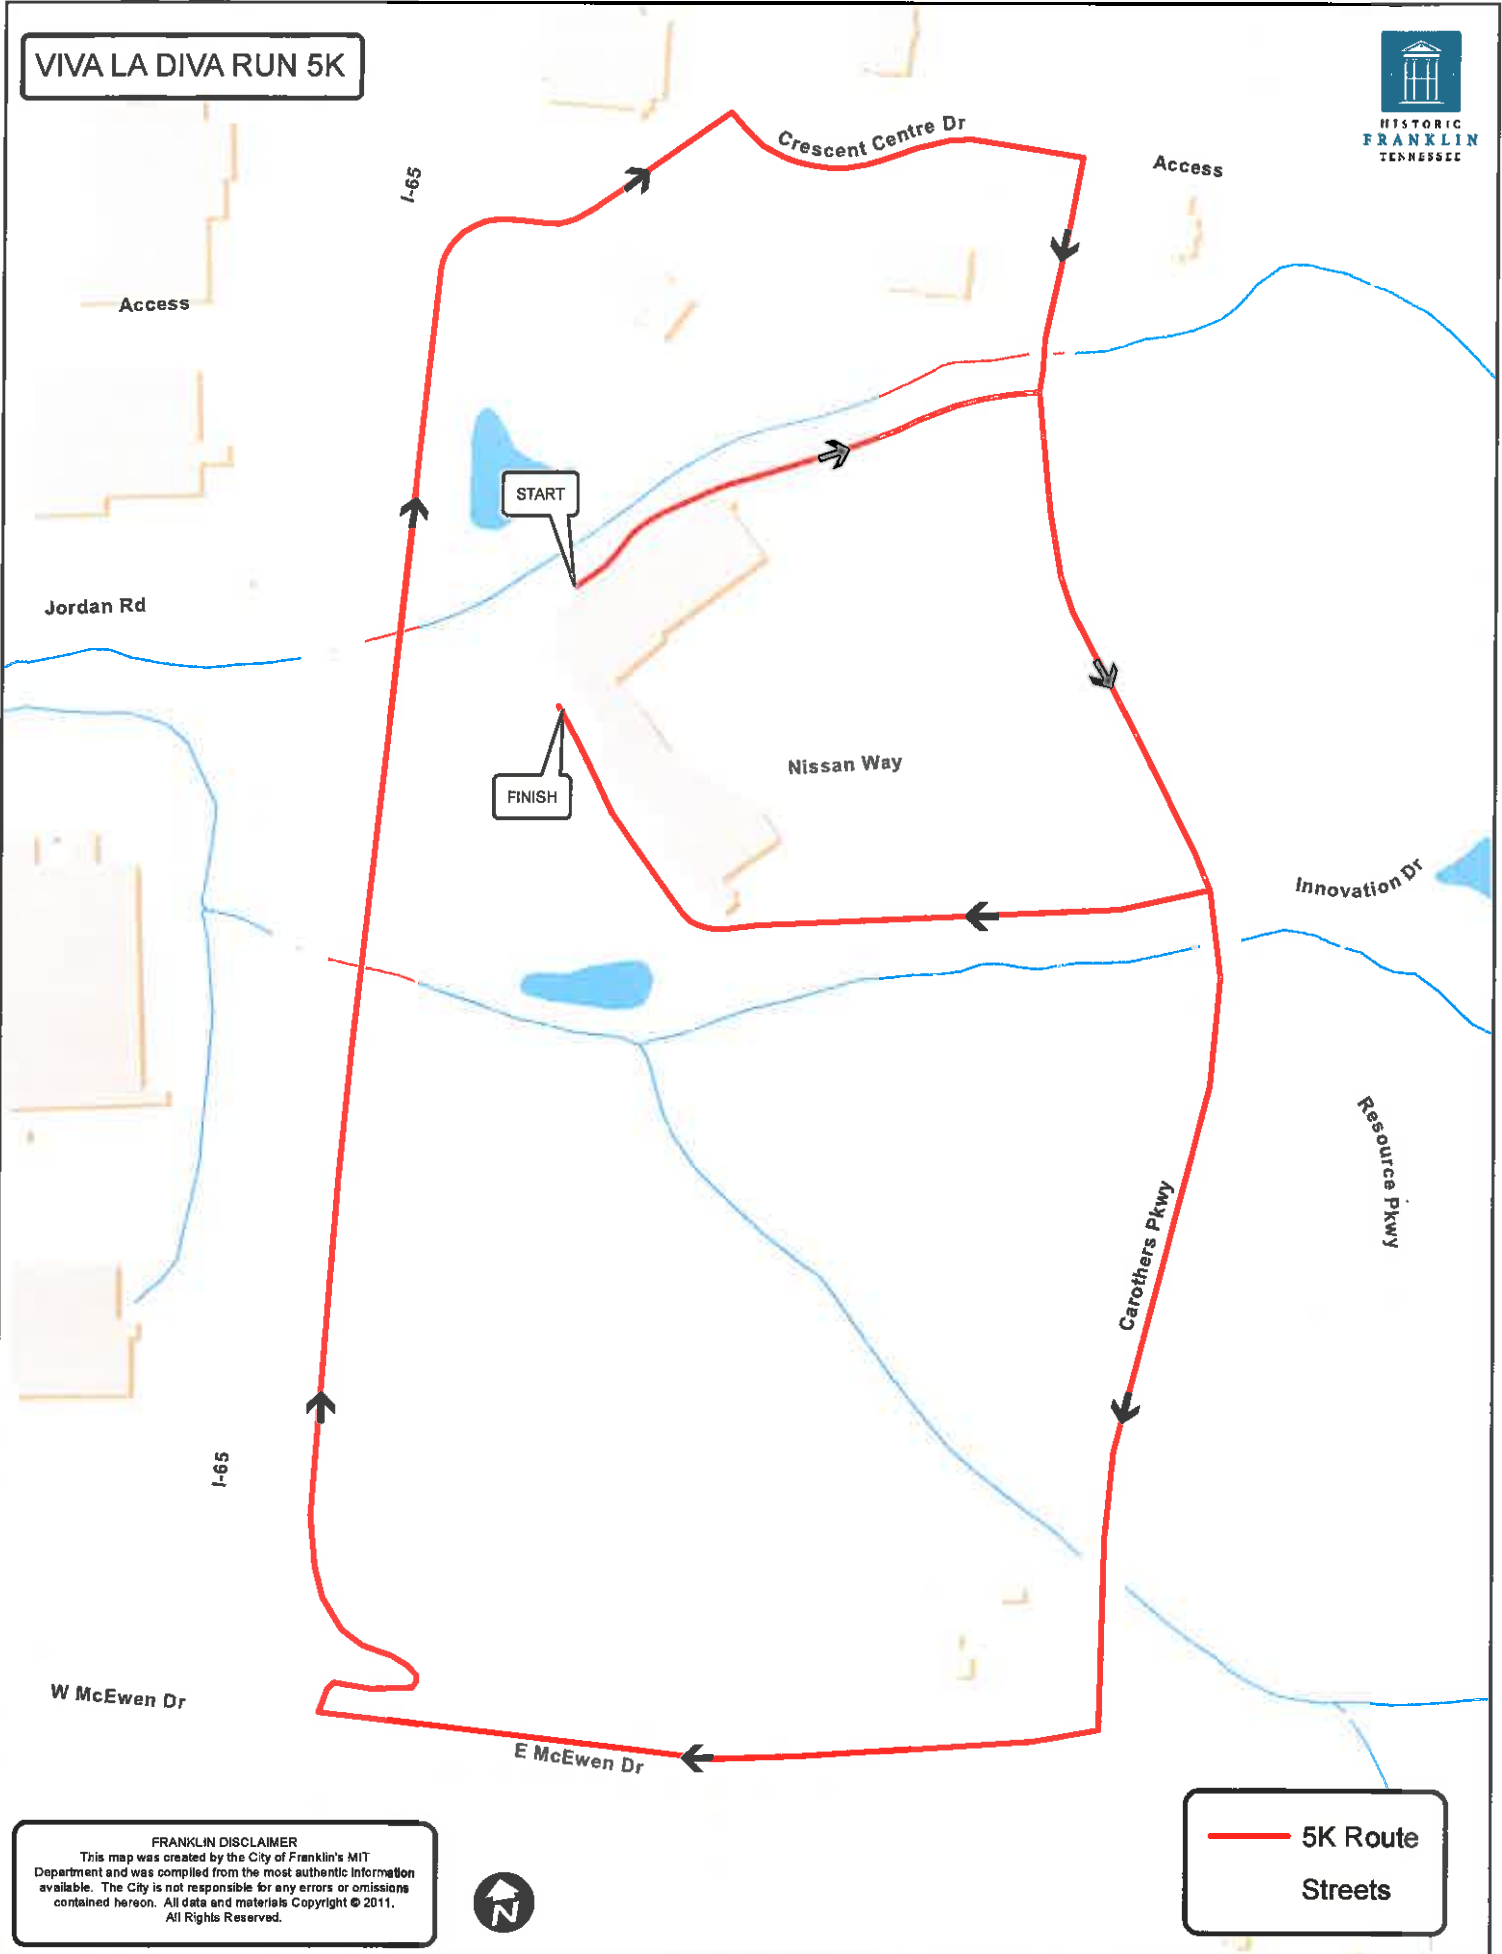 VIVA LA DIVA RUN 5K
HISTORIC
FRANKLIN
TENNESSEE
Crescent Centre Dr
Access
I-65
Access
START
Jordan Rd
Nissan Way
FINISH
Innovation Dr
Resource Pkwy
Carothers Pkwy
I-65
W McEwen Dr
E McEwen Dr
5K Route
Streets
FRANKLIN DISCLAIMER
This map was created by the City of Franklin's MIT
Department and was compiled from the most authentic information
available. The City is not responsible for any errors or omissions
contained hereon. All data and materials Copyright © 2011.
All Rights Reserved.
N